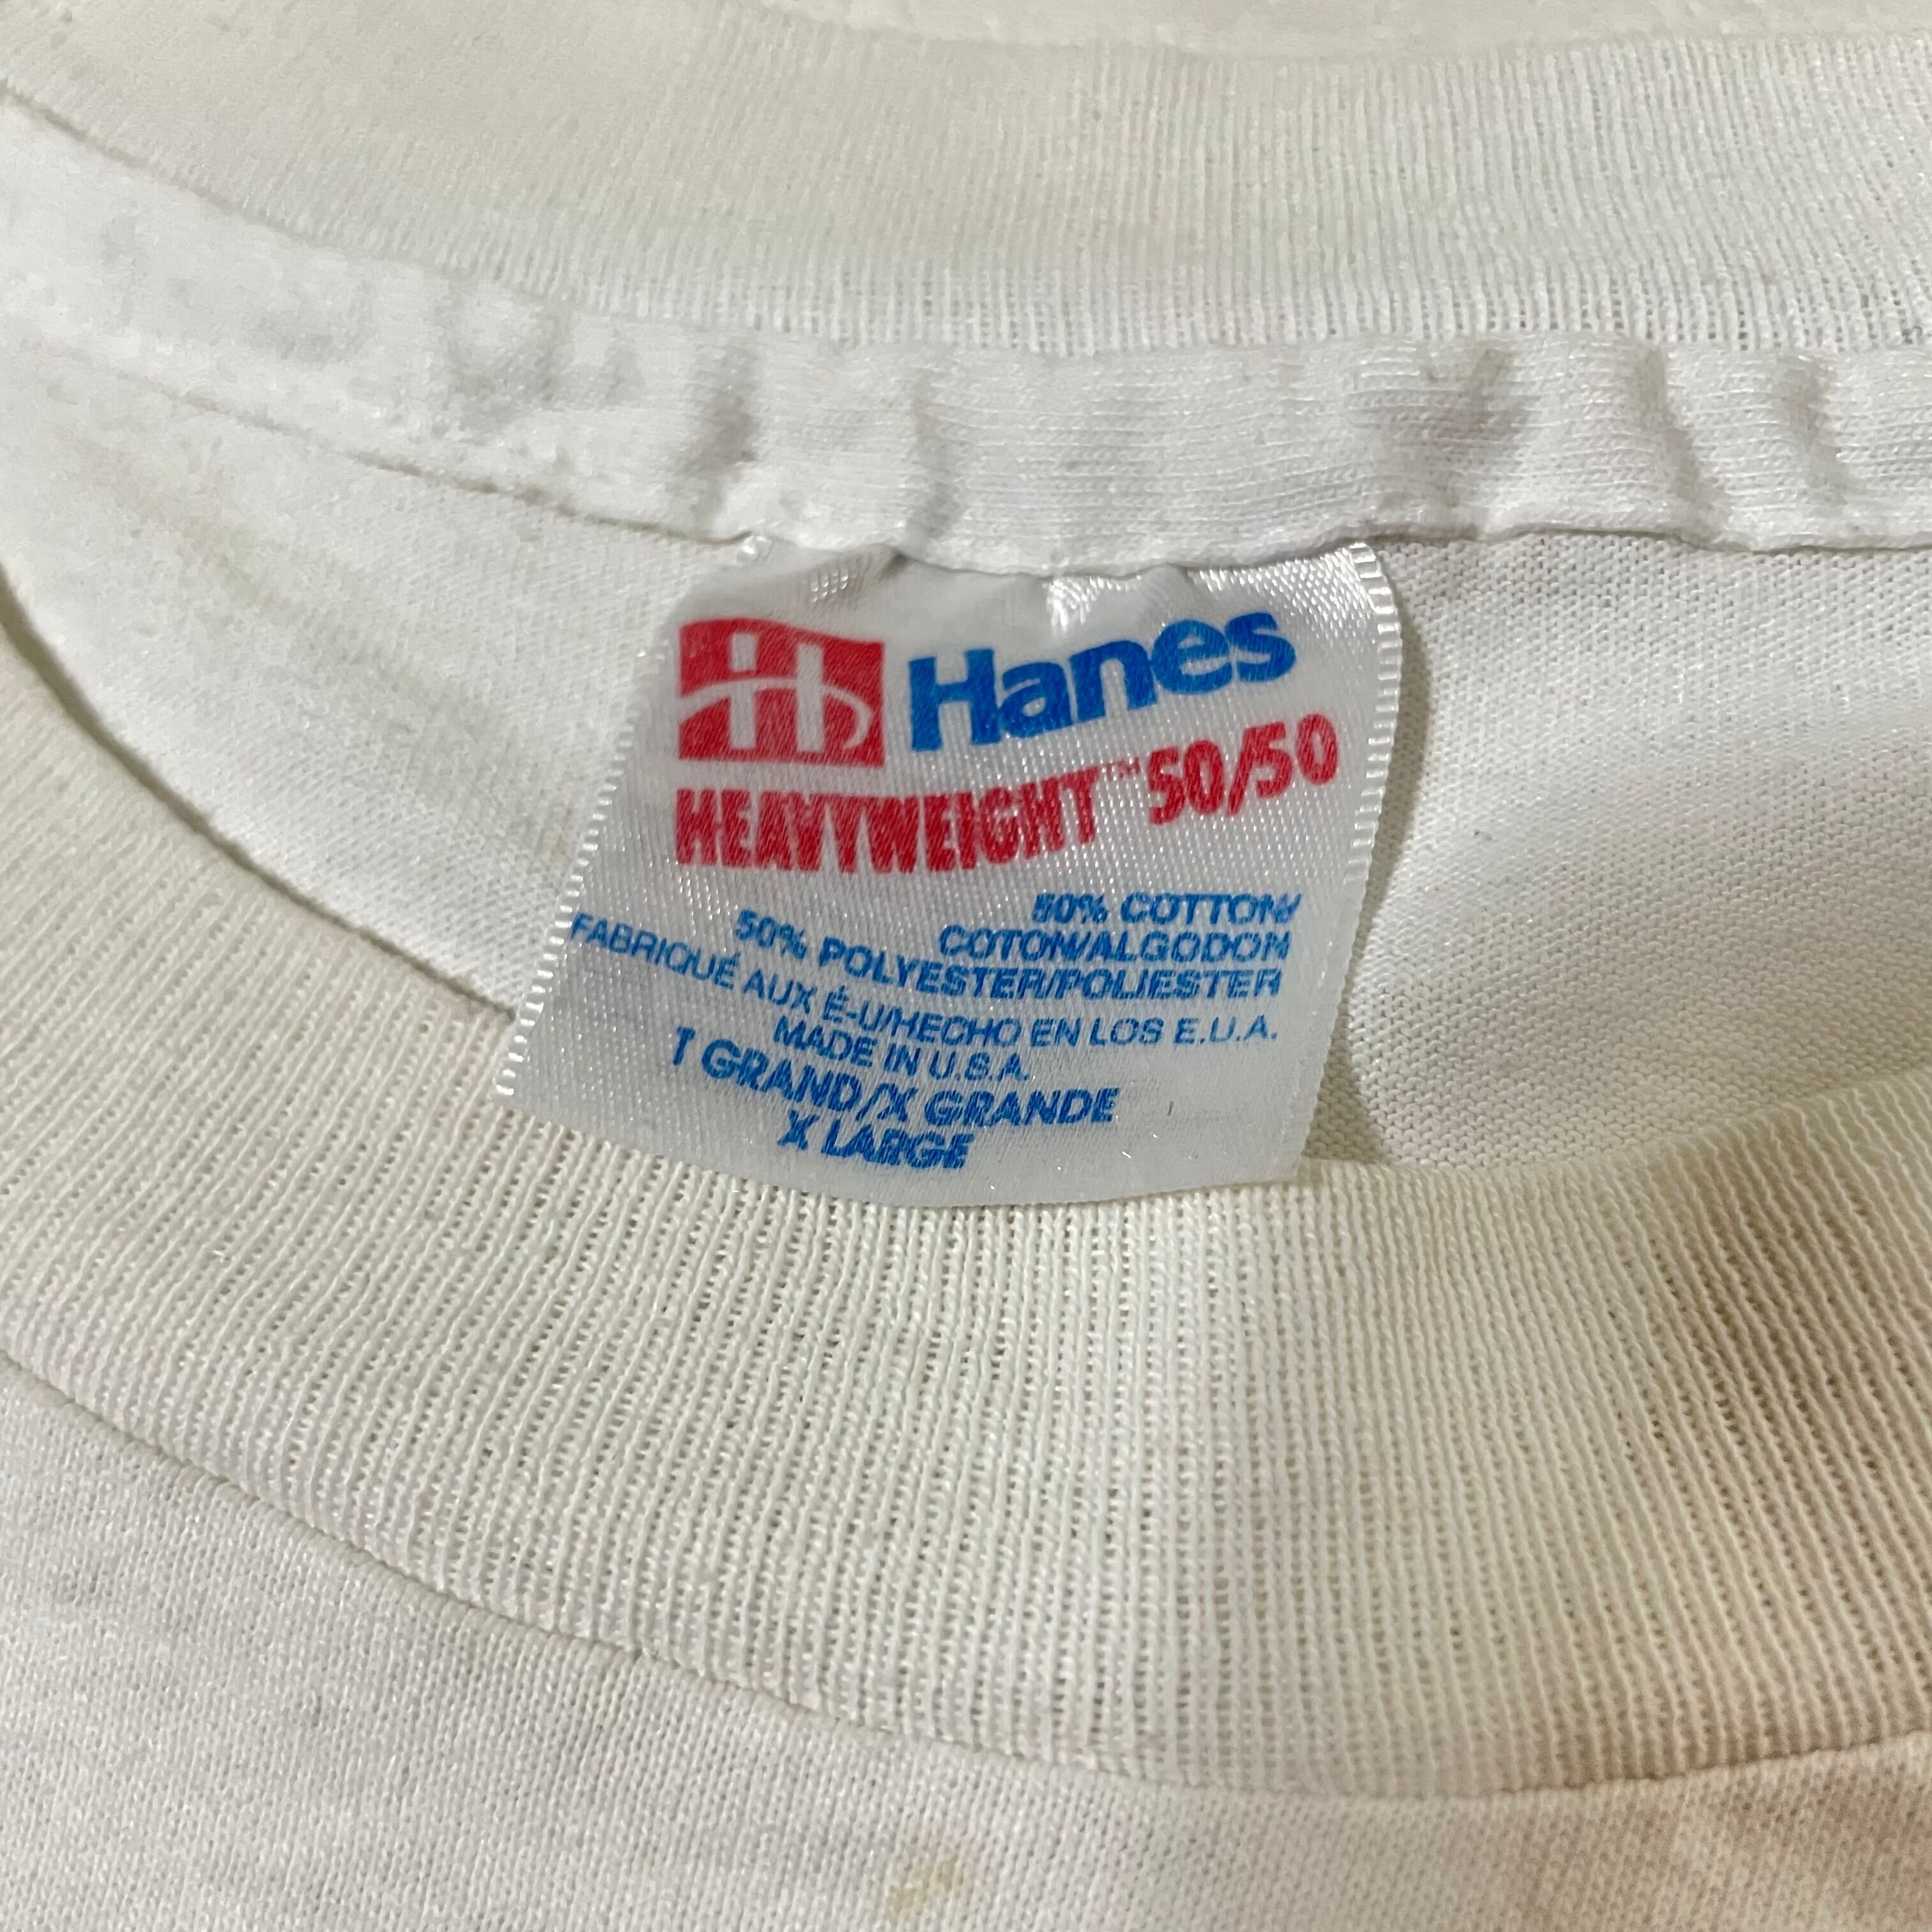 H Hanes
HEAVYWEIGHT™ 50/50
50% COTTON/
COTON/ALGODON
50% POLYESTER/POLIESTER
FABRIQUÉ AUX É-U/HECHO EN LOS E.U.A.
MADE IN U.S.A.
T GRAND/X GRANDE
X LARGE